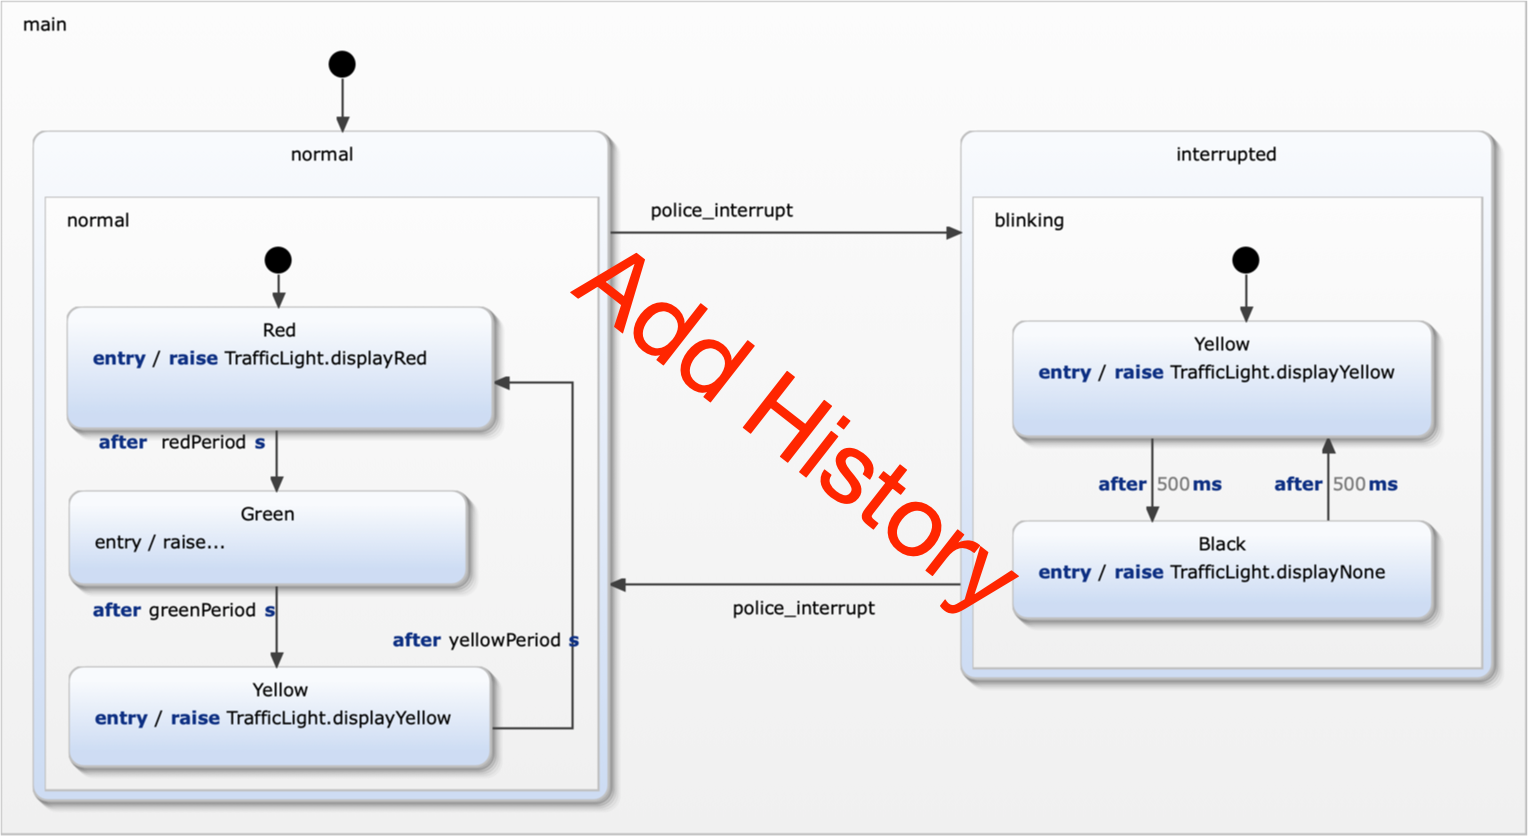 main
normal
interrupted
police_interrupt
normal
blinking
Red
entry / raise TrafficLight.displayRed
Yellow
entry / raise TrafficLight.displayYellow
Add History
after redPeriod s
after 500 ms
after 500 ms
Green
entry / raise...
Black
entry / raise TrafficLight.displayNone
after greenPeriod s
police_interrupt
after yellowPeriod s
Yellow
entry / raise TrafficLight.displayYellow